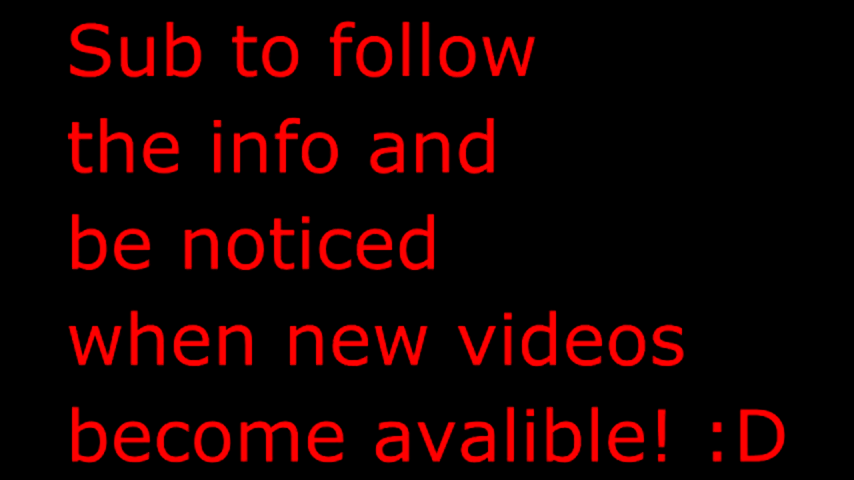 Sub to follow
the info and
be noticed
when new videos
become avalible! :D